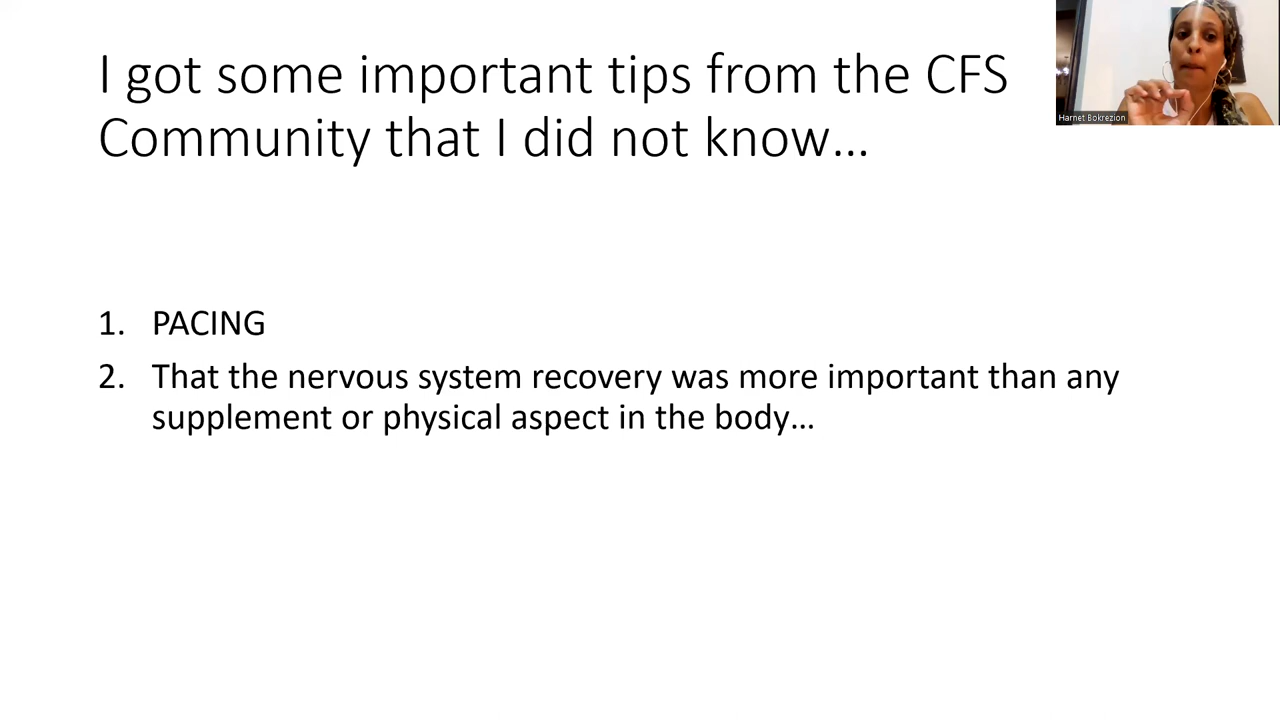 I got some important tips from the CFS
Community that I did not know…
Harnet Bokrezion
1. PACING
2. That the nervous system recovery was more important than any
supplement or physical aspect in the body…